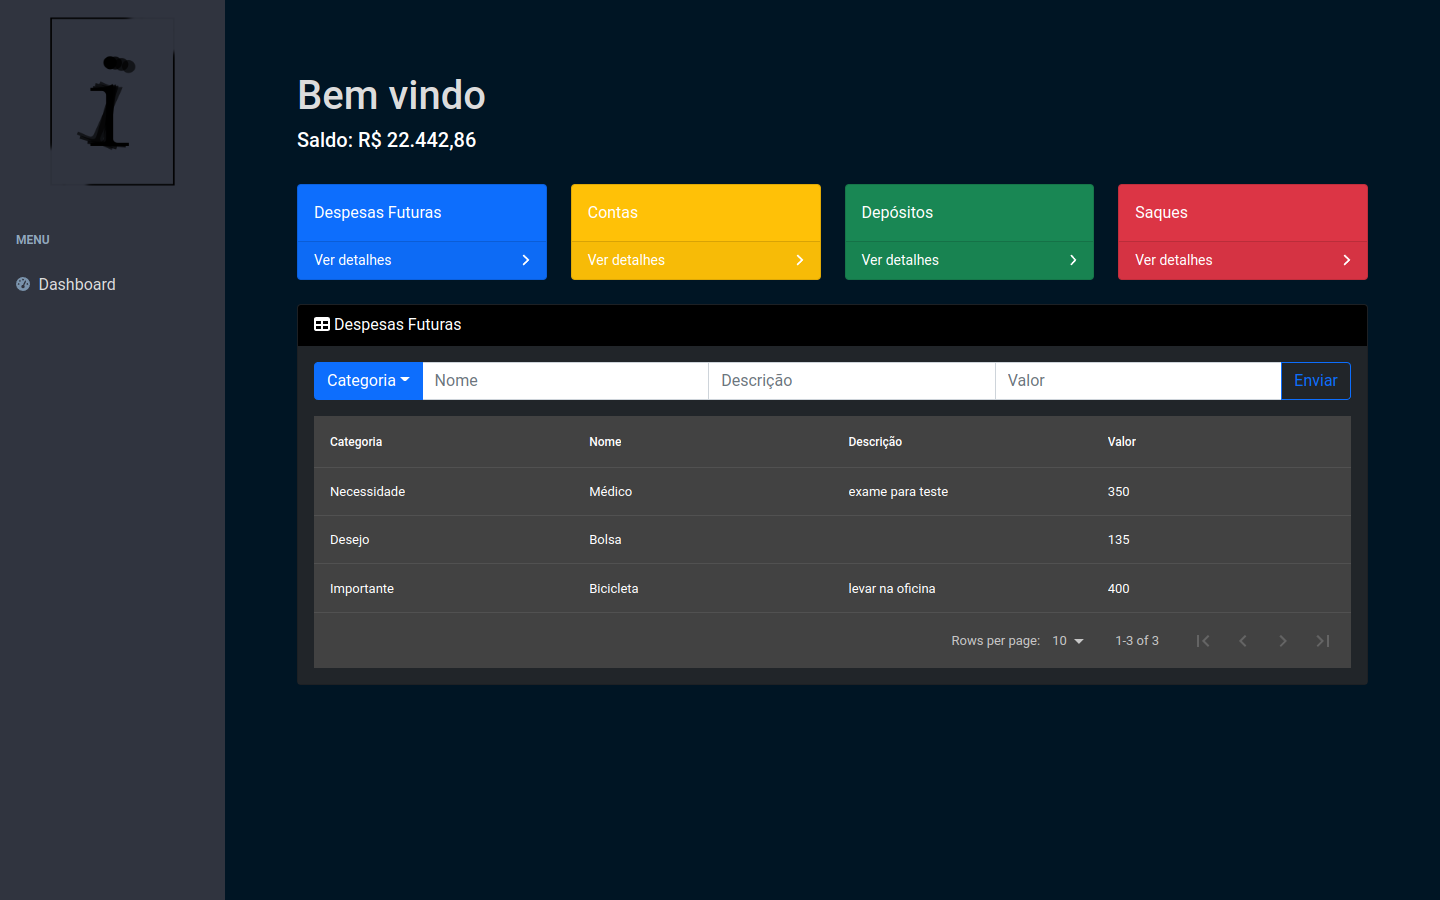 i
MENU
Dashboard
Bem vindo
Saldo: R$ 22.442,86
Despesas Futuras
Ver detalhes
Contas
Ver detalhes
Depósitos
Ver detalhes
Saques
Ver detalhes
Despesas Futuras
Categoria Nome Descrição Valor Enviar
Categoria Nome Descrição Valor
Necessidade Médico exame para teste 350
Desejo Bolsa 135
Importante Bicicleta levar na oficina 400
Rows per page: 10 1-3 of 3